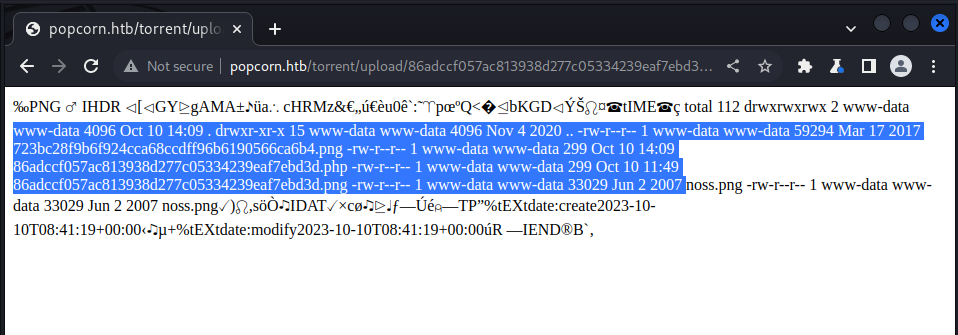 popcorn.htb/torrent/uplo
Not secure | popcorn.htb/torrent/upload/86adccf057ac813938d277c05334239eaf7ebd3...
‰PNG ♂ IHDR ◁[◁GY⊵gAMA±♪üa∴ cHRMz&€„ú€èu0ê`:˜♈pœºQ<�⊴bKGD◁ÝŠ☊¤☎tIME☎ç total 112 drwxrwxrwx 2 www-data
www-data 4096 Oct 10 14:09 . drwxr-xr-x 15 www-data www-data 4096 Nov 4 2020 .. -rw-r--r-- 1 www-data www-data 59294 Mar 17 2017
723bc28f9b6f924cca68ccdff96b6190566ca6b4.png -rw-r--r-- 1 www-data www-data 299 Oct 10 14:09
86adccf057ac813938d277c05334239eaf7ebd3d.php -rw-r--r-- 1 www-data www-data 299 Oct 10 11:49
86adccf057ac813938d277c05334239eaf7ebd3d.png -rw-r--r-- 1 www-data www-data 33029 Jun 2 2007 noss.png -rw-r--r-- 1 www-data www-
data 33029 Jun 2 2007 noss.png✓)☊,söÒ♫IDAT✓×cø♫⊵♩ƒ—Úé—TP”%tEXtdate:create2023-10-
10T08:41:19+00:00‹♫µ+%tEXtdate:modify2023-10-10T08:41:19+00:00úR —IEND®B`‚